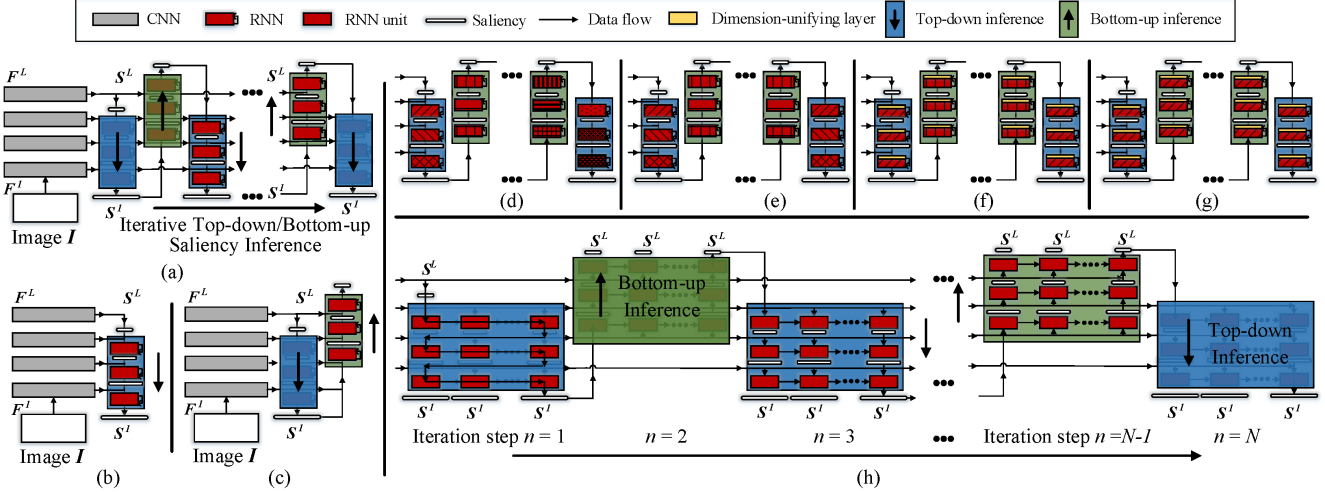 CNN RNN RNN unit Saliency Data flow Dimension-unifying layer Top-down inference Bottom-up inference
F^L S^L S^L
F^1 S^1 S^1 S^1
Image I
Iterative Top-down/Bottom-up
Saliency Inference
(a)
F^L S^L
F^1 S^1
Image I
(b)
F^L S^L
F^1 S^1
Image I
(c)
(d) (e) (f) (g)
S^L S^L S^L S^L S^L S^L
S^L
Bottom-up
Inference
Top-down
Inference
S^1 S^1 S^1 S^1 S^1 S^1 S^1
Iteration step n = 1 n = 2 n = 3 Iteration step n =N-1 n = N
(h)